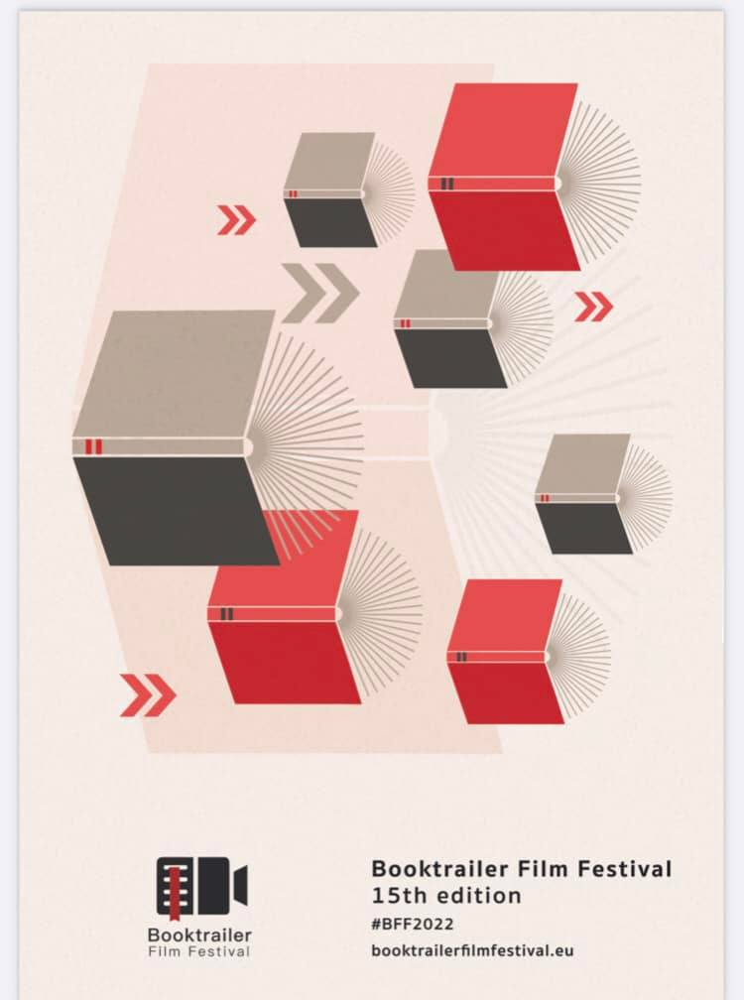 Booktrailer
Film Festival
Booktrailer Film Festival
15th edition
#BFF2022
booktrailerfilmfestival.eu